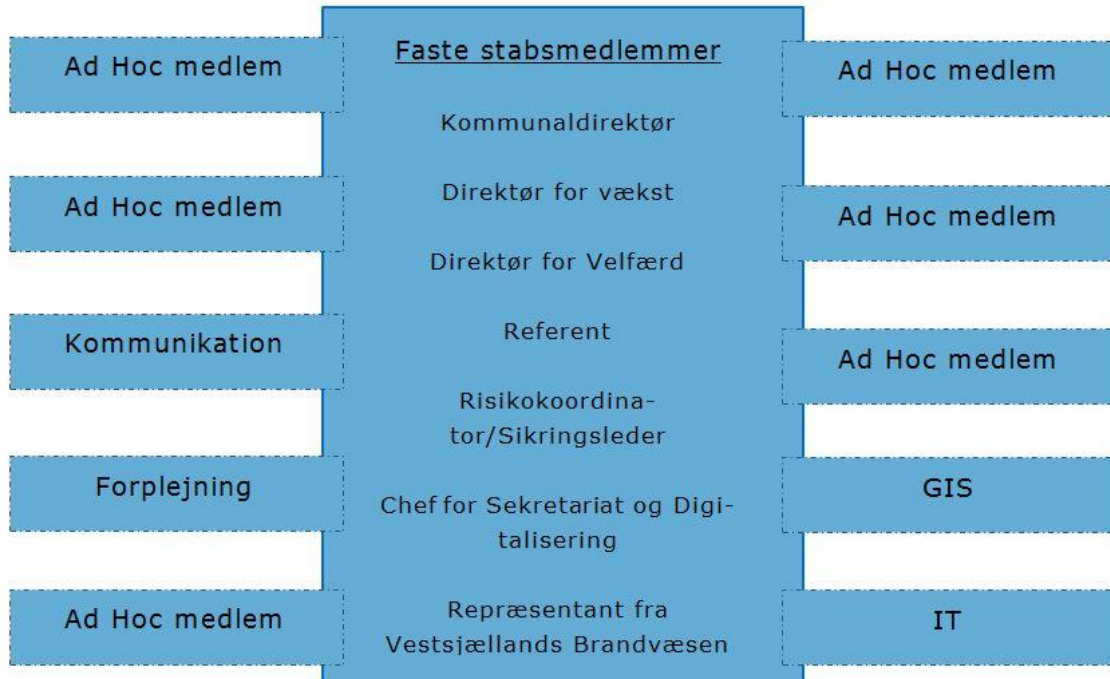 Ad Hoc medlem
Ad Hoc medlem
Kommunikation
Forplejning
Ad Hoc medlem
Faste stabsmedlemmer
Kommunaldirektør
Direktør for vækst
Direktør for Velfærd
Referent
Risikokoordina-
tor/Sikringsleder
Chef for Sekretariat og Digi-
talisering
Repræsentant fra
Vestsjællands Brandvæsen
Ad Hoc medlem
Ad Hoc medlem
Ad Hoc medlem
GIS
IT